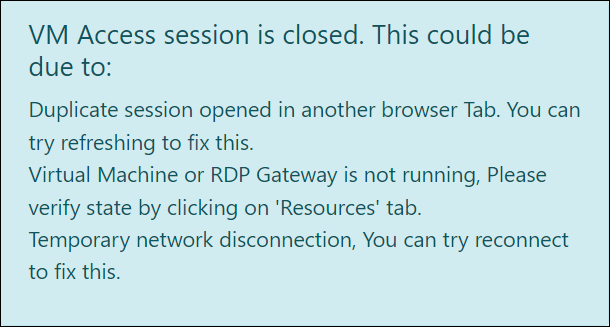 VM Access session is closed. This could be
due to:
Duplicate session opened in another browser Tab. You can
try refreshing to fix this.
Virtual Machine or RDP Gateway is not running, Please
verify state by clicking on 'Resources' tab.
Temporary network disconnection, You can try reconnect
to fix this.